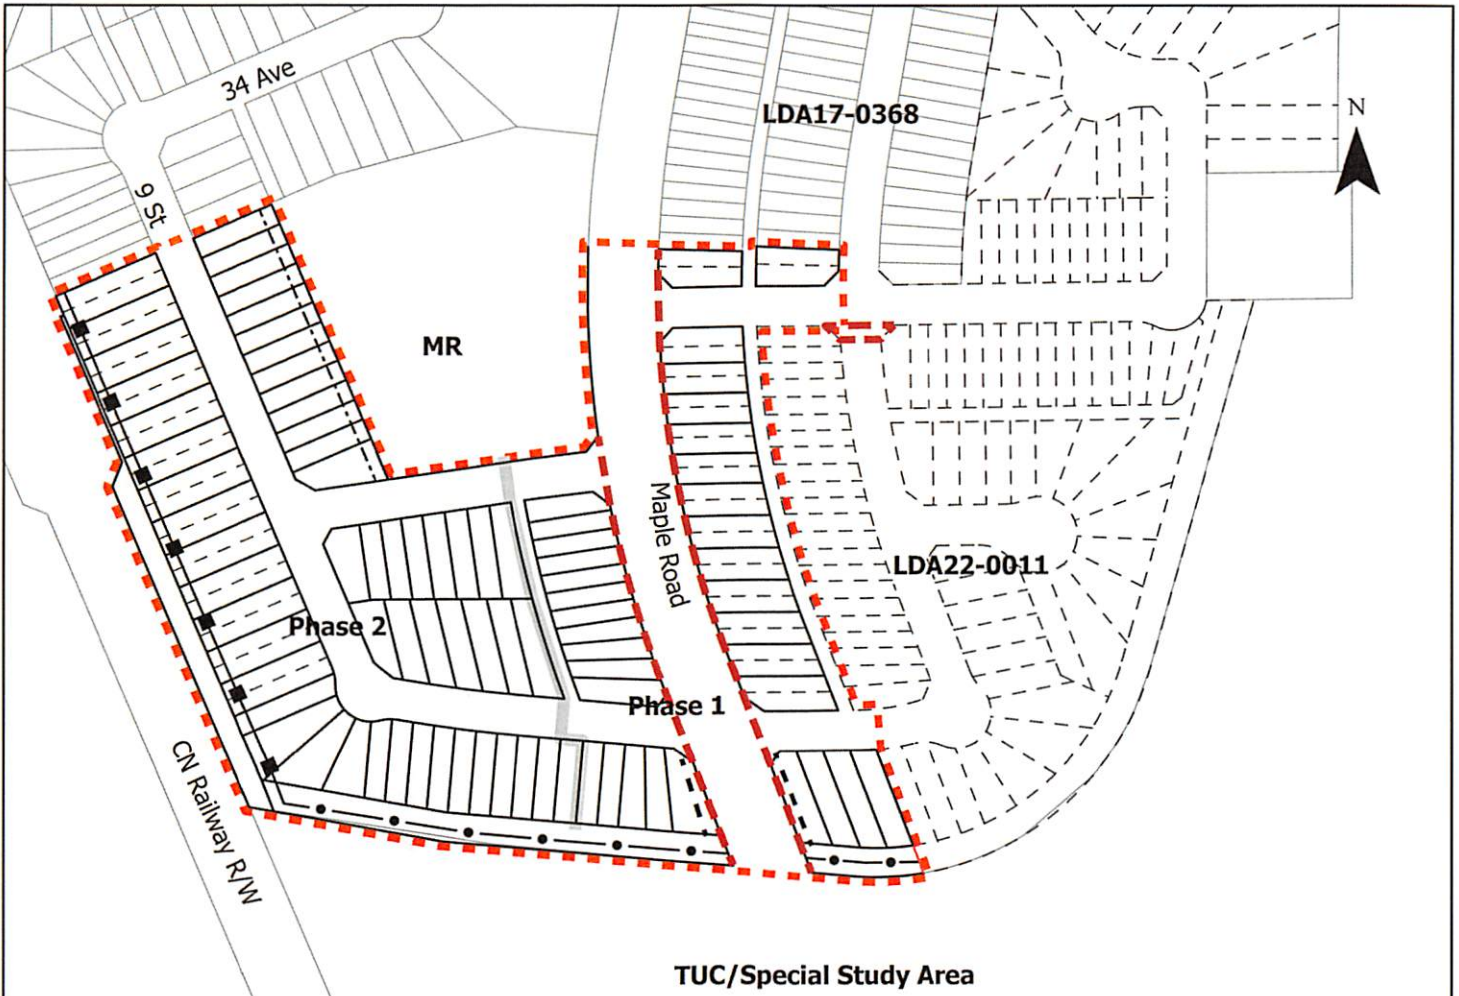 34 Ave
LDA17-0368
N
9 St
MR
Maple Road
LDA22-0011
Phase 2
Phase 1
CN Railway R/W
TUC/Special Study Area